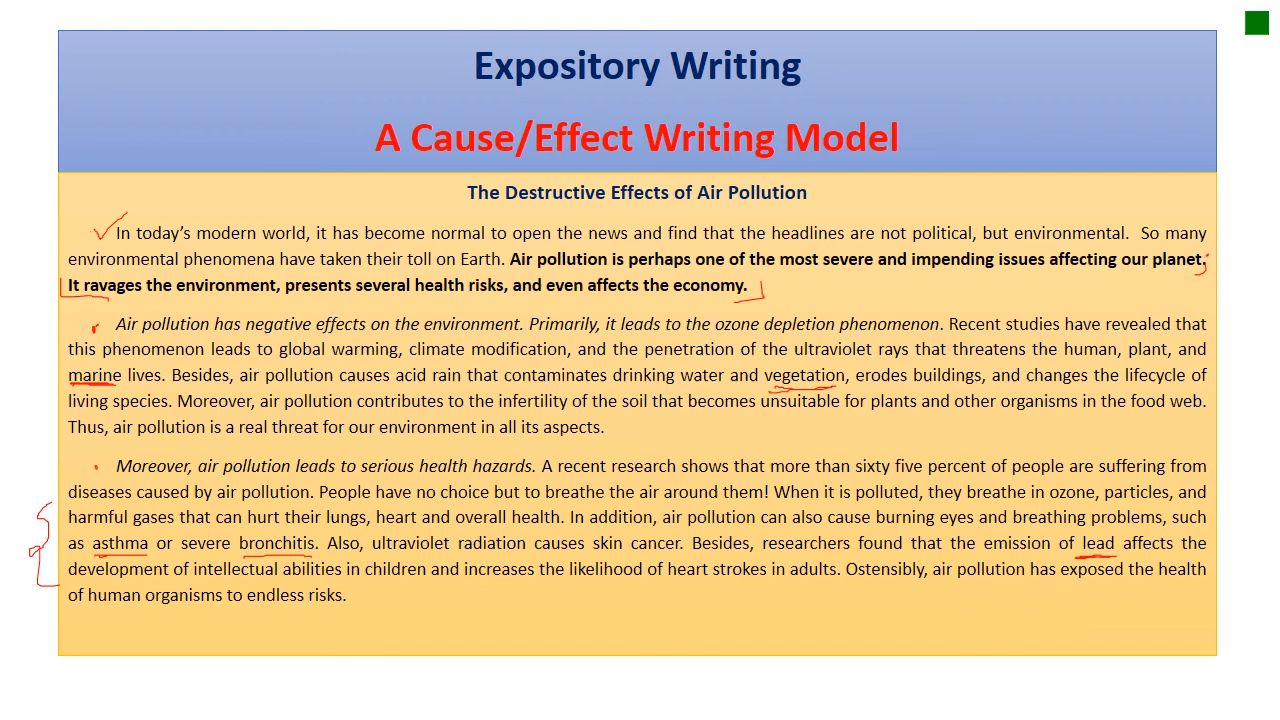 Expository Writing
A Cause/Effect Writing Model
The Destructive Effects of Air Pollution
In today's modern world, it has become normal to open the news and find that the headlines are not political, but environmental. So many
environmental phenomena have taken their toll on Earth. Air pollution is perhaps one of the most severe and impending issues affecting our planet.
It ravages the environment, presents several health risks, and even affects the economy.
Air pollution has negative effects on the environment. Primarily, it leads to the ozone depletion phenomenon. Recent studies have revealed that
this phenomenon leads to global warming, climate modification, and the penetration of the ultraviolet rays that threatens the human, plant, and
marine lives. Besides, air pollution causes acid rain that contaminates drinking water and vegetation, erodes buildings, and changes the lifecycle of
living species. Moreover, air pollution contributes to the infertility of the soil that becomes unsuitable for plants and other organisms in the food web.
Thus, air pollution is a real threat for our environment in all its aspects.
Moreover, air pollution leads to serious health hazards. A recent research shows that more than sixty five percent of people are suffering from
diseases caused by air pollution. People have no choice but to breathe the air around them! When it is polluted, they breathe in ozone, particles, and
harmful gases that can hurt their lungs, heart and overall health. In addition, air pollution can also cause burning eyes and breathing problems, such
as asthma or severe bronchitis. Also, ultraviolet radiation causes skin cancer. Besides, researchers found that the emission of lead affects the
development of intellectual abilities in children and increases the likelihood of heart strokes in adults. Ostensibly, air pollution has exposed the health
of human organisms to endless risks.